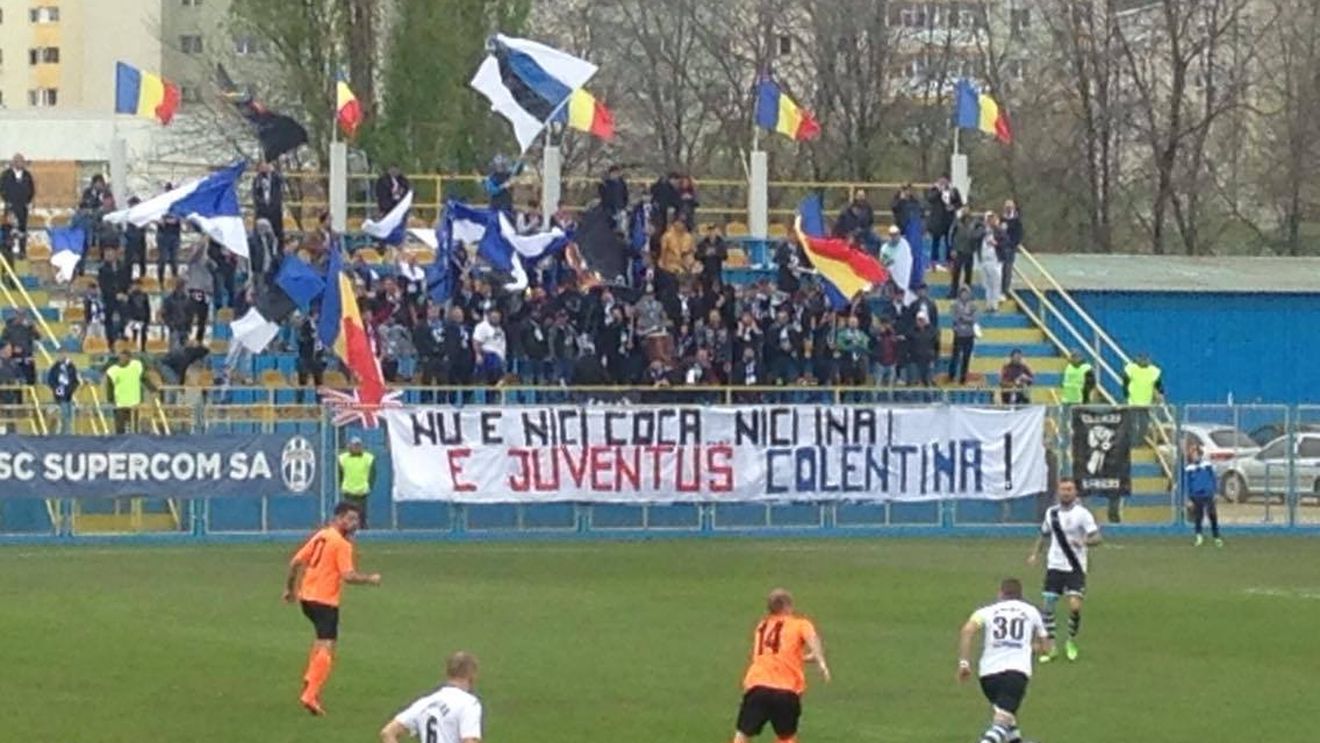 NU E NICI COCA NICI INA!
E JUVENTUS COLENTINA!
SC SUPERCOM SA
14
30
6